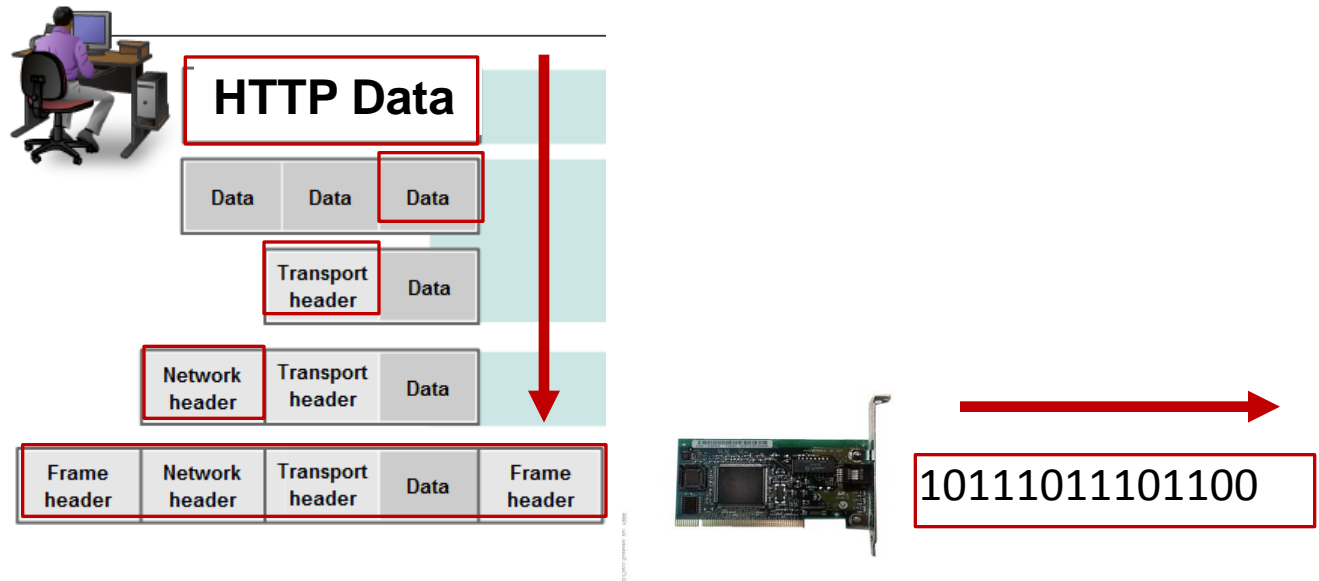 HTTP Data
Data Data Data
Transport
header
Data
Network
header
Transport
header
Data
Frame
header
Network
header
Transport
header
Data
Frame
header
10111011101100